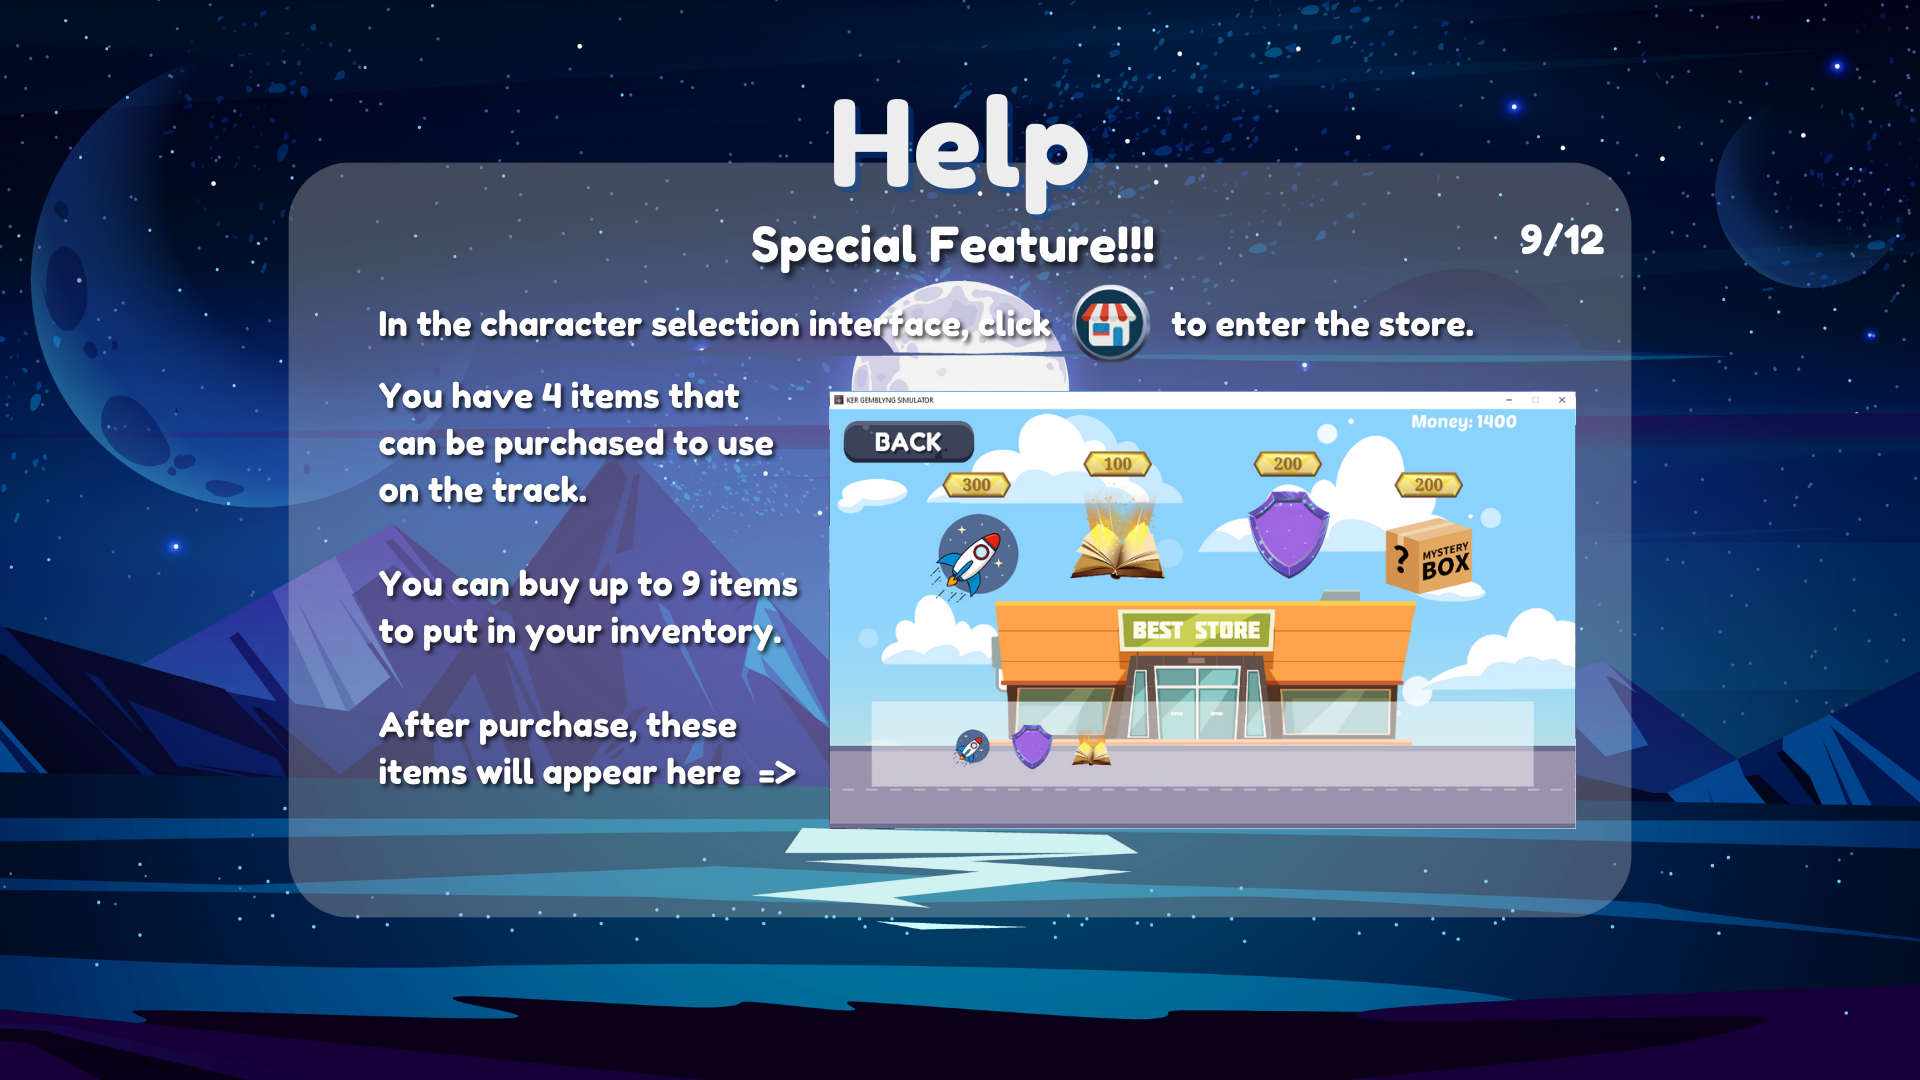 Help
Special Feature!!!
9/12
In the character selection interface, click to enter the store.
You have 4 items that
can be purchased to use
on the track.
You can buy up to 9 items
to put in your inventory.
After purchase, these
items will appear here =>
KER GEMBLYNG SIMULATOR
Money: 1400
BACK
300
100
200
200
? MYSTERY
BOX
BEST STORE